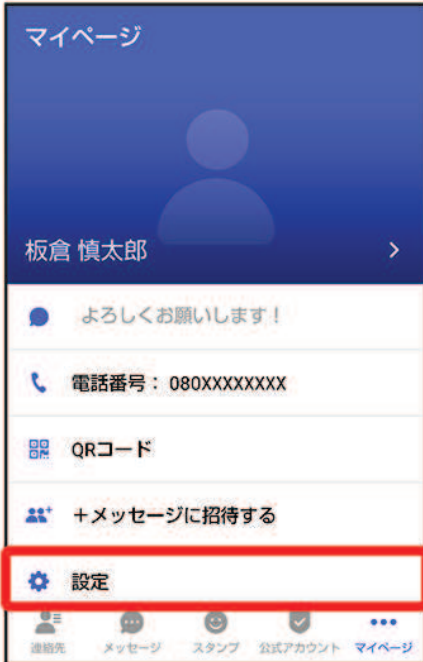 マイページ
板倉 慎太郎
よろしくお願いします！
電話番号： 080XXXXXXXX
QRコード
＋メッセージに招待する
設定
連絡先 メッセージ スタンプ 公式アカウント マイページ